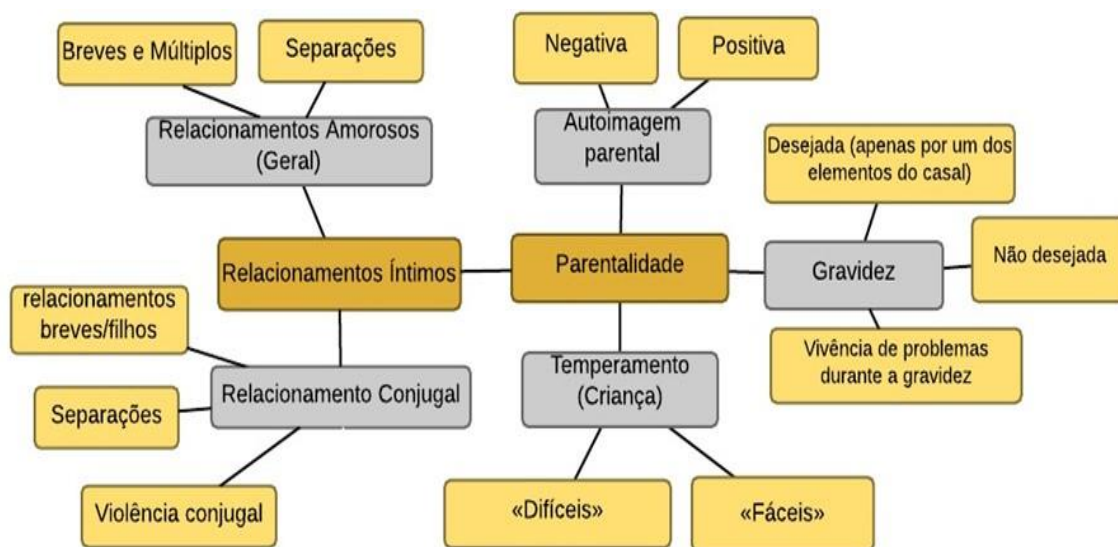 Breves e Múltiplos
Separações
Relacionamentos Amorosos
(Geral)
Negativa
Positiva
Autoimagem
parental
Desejada (apenas por um dos
elementos do casal)
Relacionamentos Íntimos
Parentalidade
Gravidez
Não desejada
relacionamentos
breves/filhos
Relacionamento Conjugal
Separações
Violência conjugal
Temperamento
(Criança)
Vivência de problemas
durante a gravidez
«Difíceis»
«Fáceis»